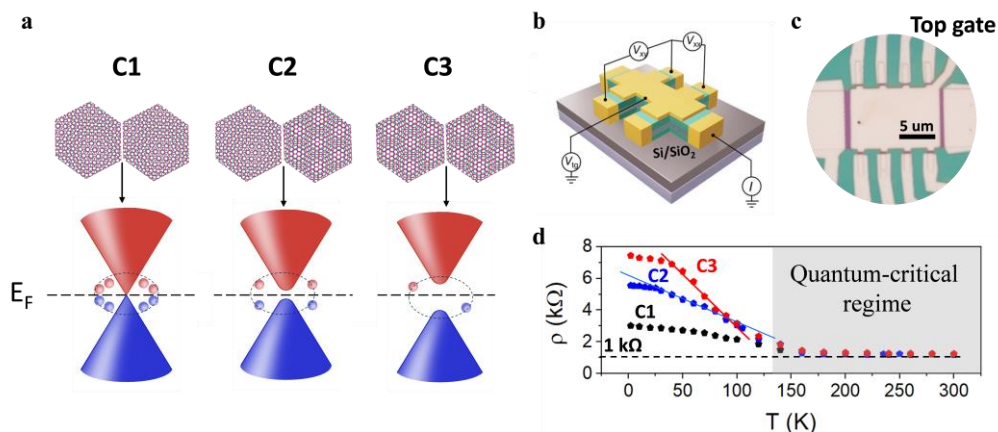 a
C1 C2 C3
E_F
b
V_xy V_xx
V_tg
Si/SiO₂
I
c
Top gate
5 um
d
ρ (kΩ)
8
6
4
2
0
C3
C2
C1
1 kΩ
Quantum-critical
regime
0 50 100 150 200 250 300
T (K)